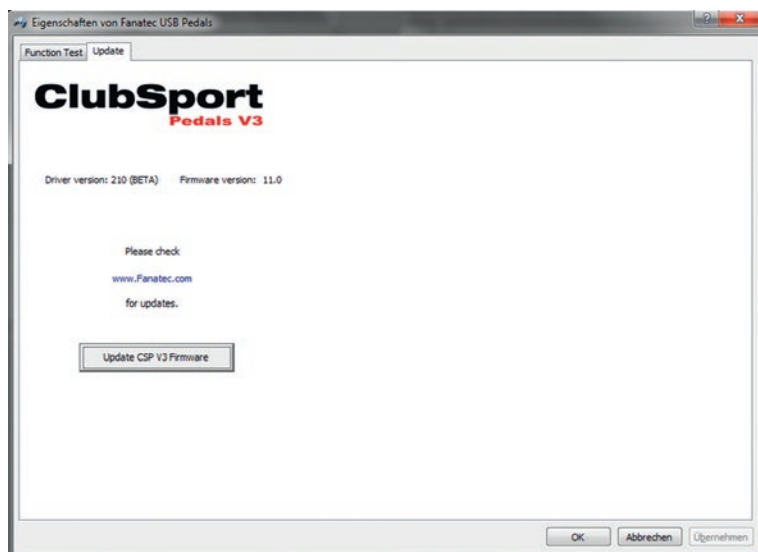 Eigenschaften von Fanatec USB Pedals
Function Test Update
ClubSport
Pedals V3
Driver version: 210 (BETA) Firmware version: 11.0
Please check
www.Fanatec.com
for updates.
Update CSP V3 Firmware
OK Abbrechen Übernehmen